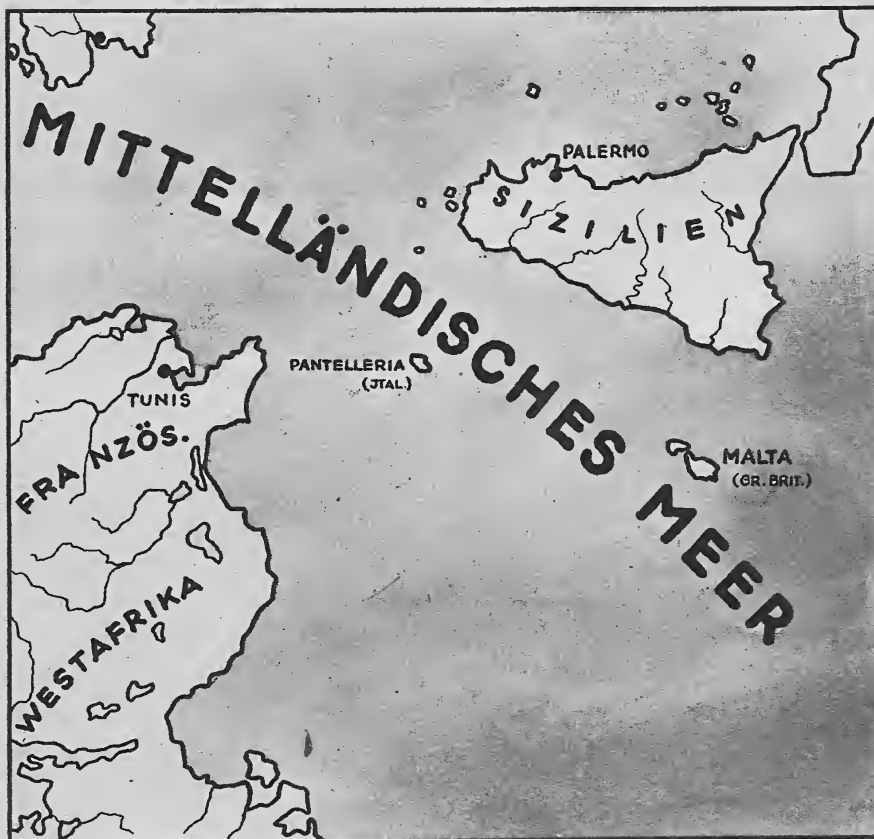 MITTELLÄNDISCHES MEER
PALERMO
SIZILIEN
PANTELLERIA
(JTAL.)
TUNIS
FRANZÖS.
MALTA
(GR. BRIT.)
WESTAFRIKA